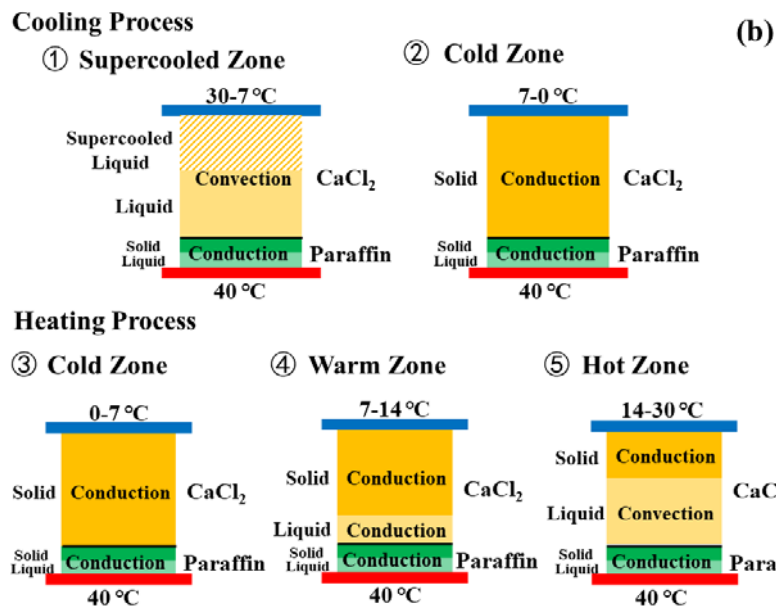 Cooling Process
(b)
① Supercooled Zone
② Cold Zone
30-7 °C
7-0 °C
Supercooled
Liquid
Convection
CaCl₂
Liquid
Solid
Liquid
Conduction
Paraffin
40 °C
Solid
Conduction
CaCl₂
Solid
Liquid
Conduction
Paraffin
40 °C
Heating Process
③ Cold Zone
④ Warm Zone
⑤ Hot Zone
0-7 °C
7-14 °C
14-30 °C
Solid
Conduction
CaCl₂
Solid
Liquid
Conduction
Paraffin
40 °C
Solid
Conduction
CaCl₂
Liquid
Conduction
Solid
Liquid
Conduction
Paraffin
40 °C
Solid
Conduction
CaC
Liquid
Convection
Solid
Liquid
Conduction
Para
40 °C